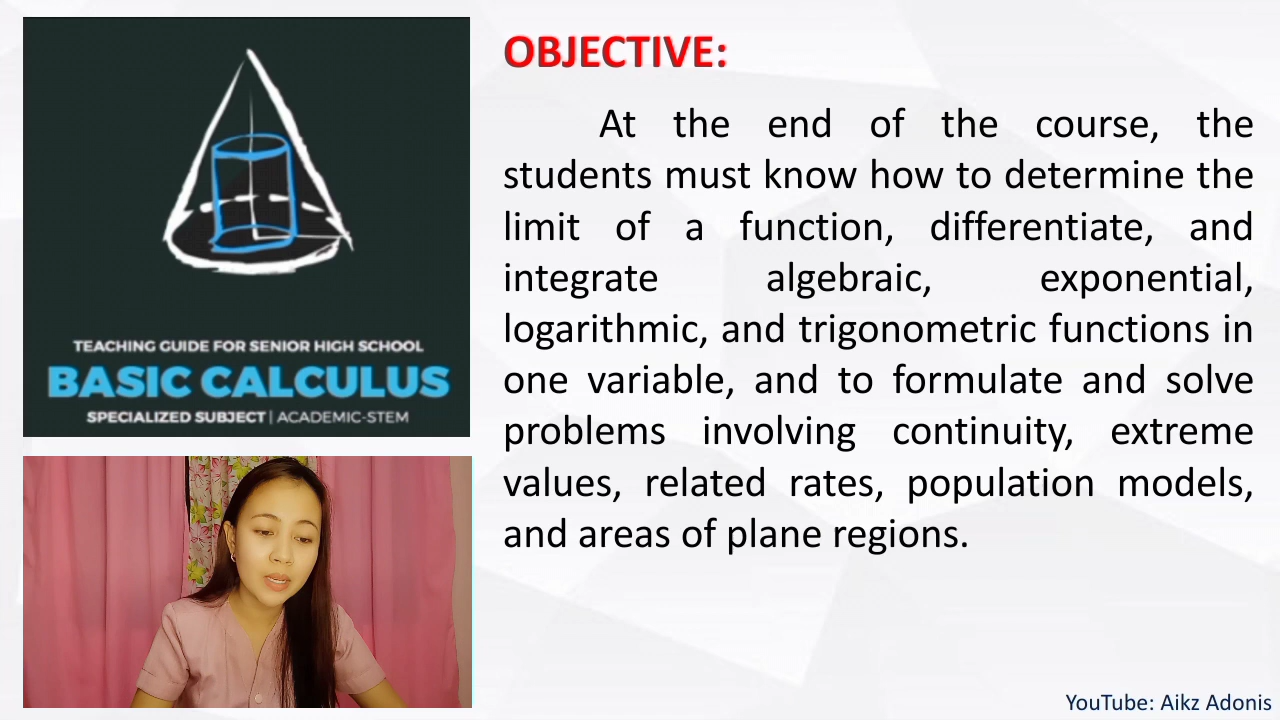 TEACHING GUIDE FOR SENIOR HIGH SCHOOL
BASIC CALCULUS
SPECIALIZED SUBJECT | ACADEMIC-STEM
OBJECTIVE:
At the end of the course, the
students must know how to determine the
limit of a function, differentiate, and
integrate algebraic, exponential,
logarithmic, and trigonometric functions in
one variable, and to formulate and solve
problems involving continuity, extreme
values, related rates, population models,
and areas of plane regions.
YouTube: Aikz Adonis